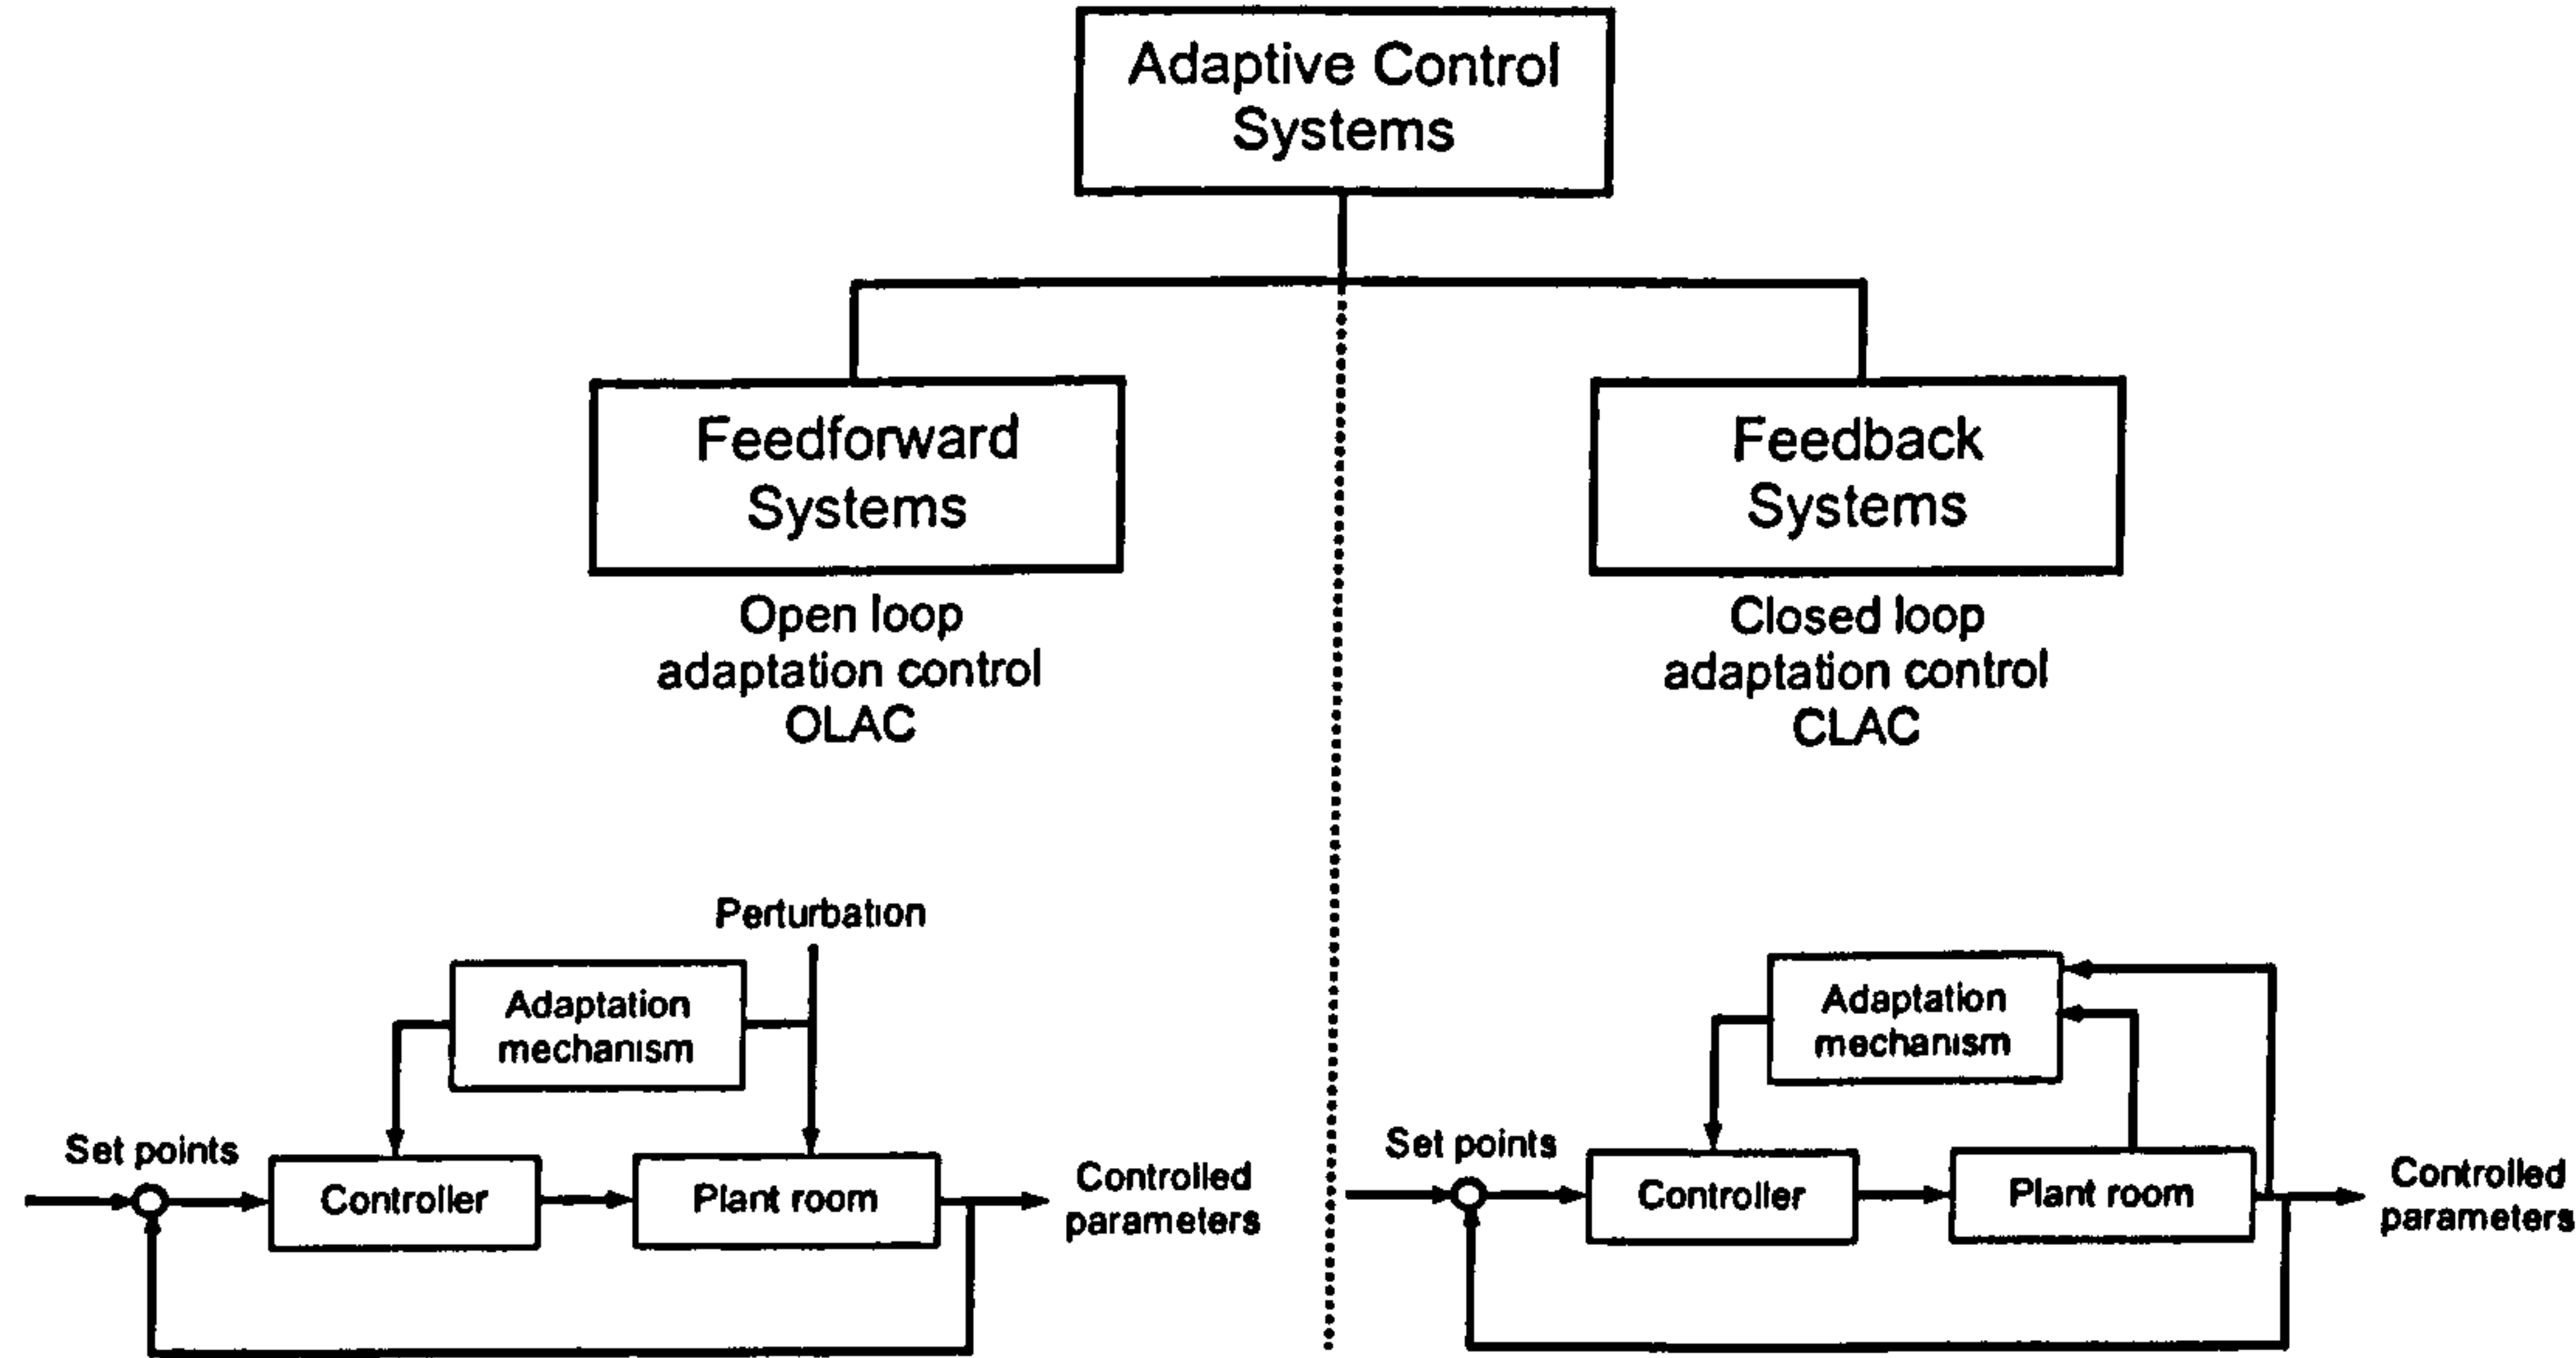 Adaptive Control
Systems
Feedforward
Systems
Open loop
adaptation control
OLAC
Feedback
Systems
Closed loop
adaptation control
CLAC
Perturbation
Adaptation
mechanism
Set points
Controller
Plant room
Controlled
parameters
Adaptation
mechanism
Set points
Controller
Plant room
Controlled
parameters